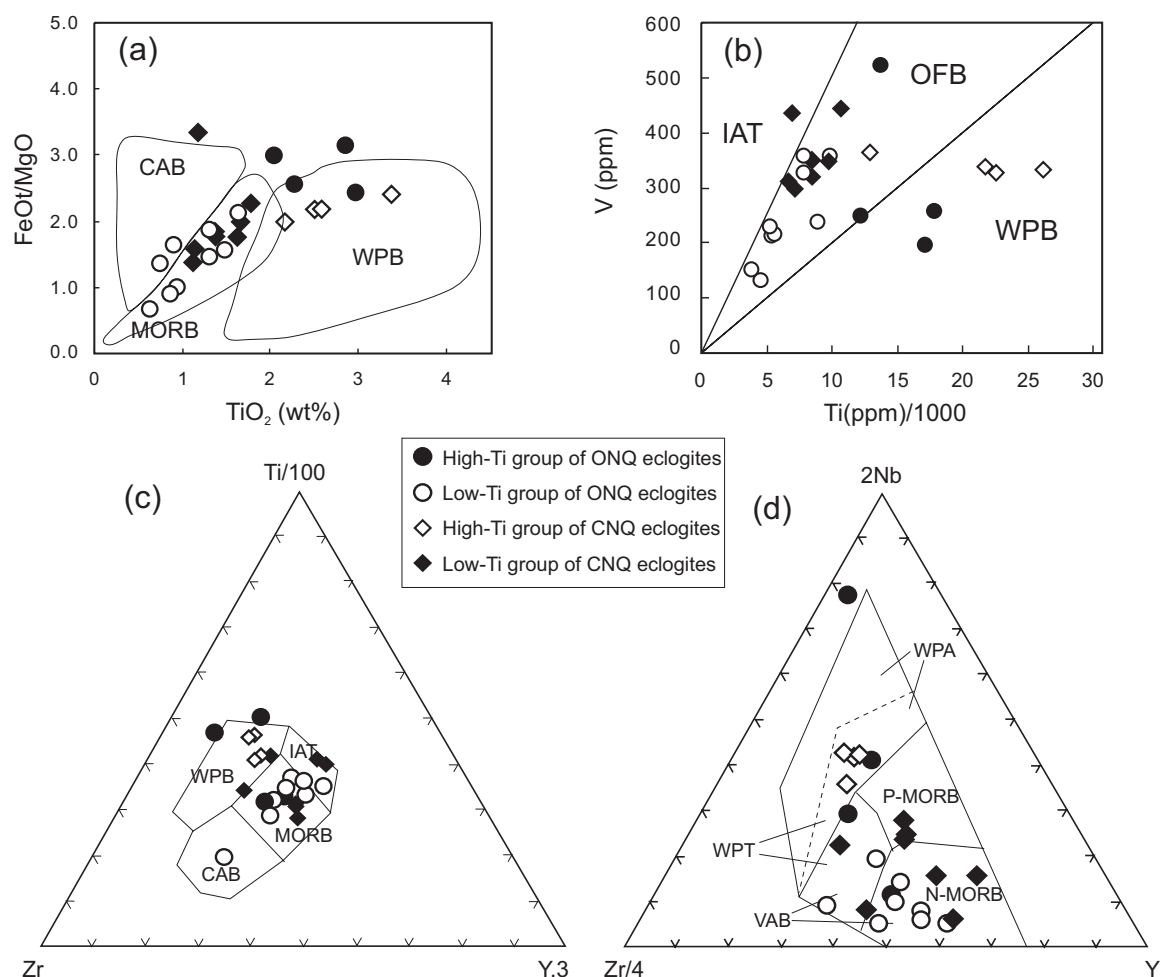 (a)
5.0
4.0
3.0
2.0
1.0
0.0
FeOt/MgO
CAB
WPB
MORB
0 1 2 3 4
TiO2 (wt%)
(b)
600
500
400
300
200
100
0
V (ppm)
OFB
IAT
WPB
0 5 10 15 20 25 30
Ti(ppm)/1000
High-Ti group of ONQ eclogites
Low-Ti group of ONQ eclogites
High-Ti group of CNQ eclogites
Low-Ti group of CNQ eclogites
(c)
Ti/100
IAT
WPB
MORB
CAB
Zr Y.3
(d)
2Nb
WPA
P-MORB
WPT
N-MORB
VAB
Zr/4 Y